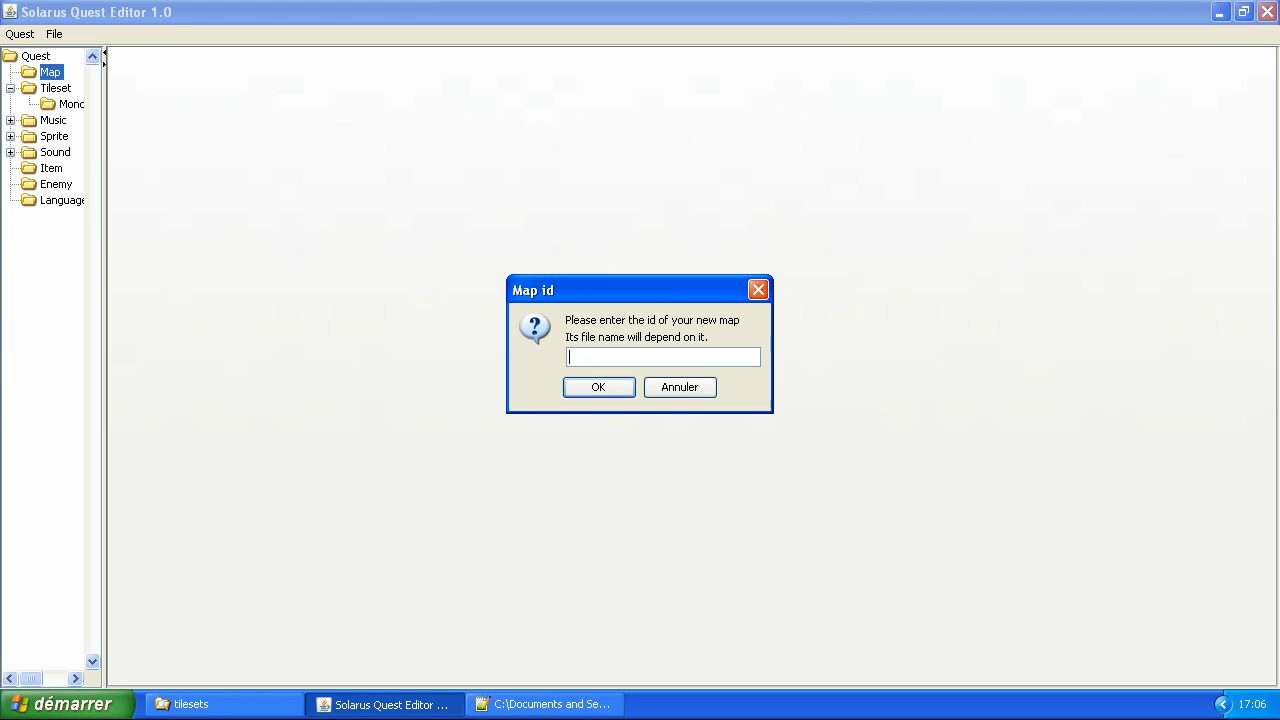 Solarus Quest Editor 1.0
Quest File
Quest
Map
Tileset
Mond
Music
Sprite
Sound
Item
Enemy
Language
Map id
Please enter the id of your new map
Its file name will depend on it.
OK Annuler
démarrer tilesets Solarus Quest Editor ... C:\Documents and Se... 17:06